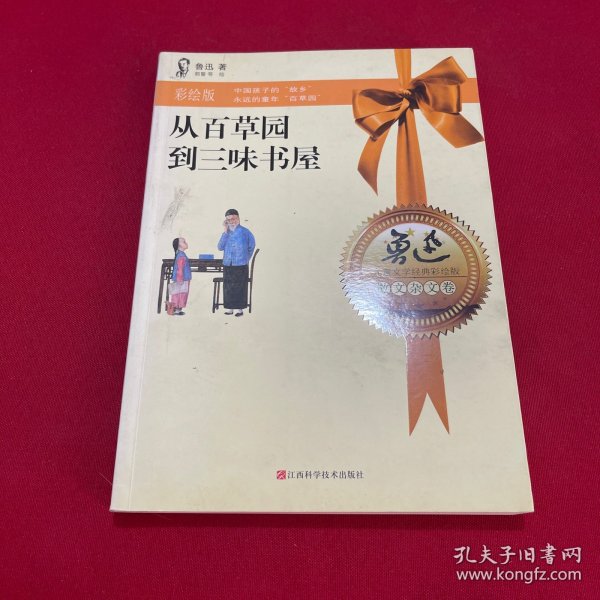 鲁迅 著
彩绘版
中国孩子的“故乡”
永远的童年“百草园”
从百草园
到三味书屋
鲁迅
文学经典彩绘版
文杂文卷
江西科学技术出版社
孔夫子旧书网
www.kongfz.com